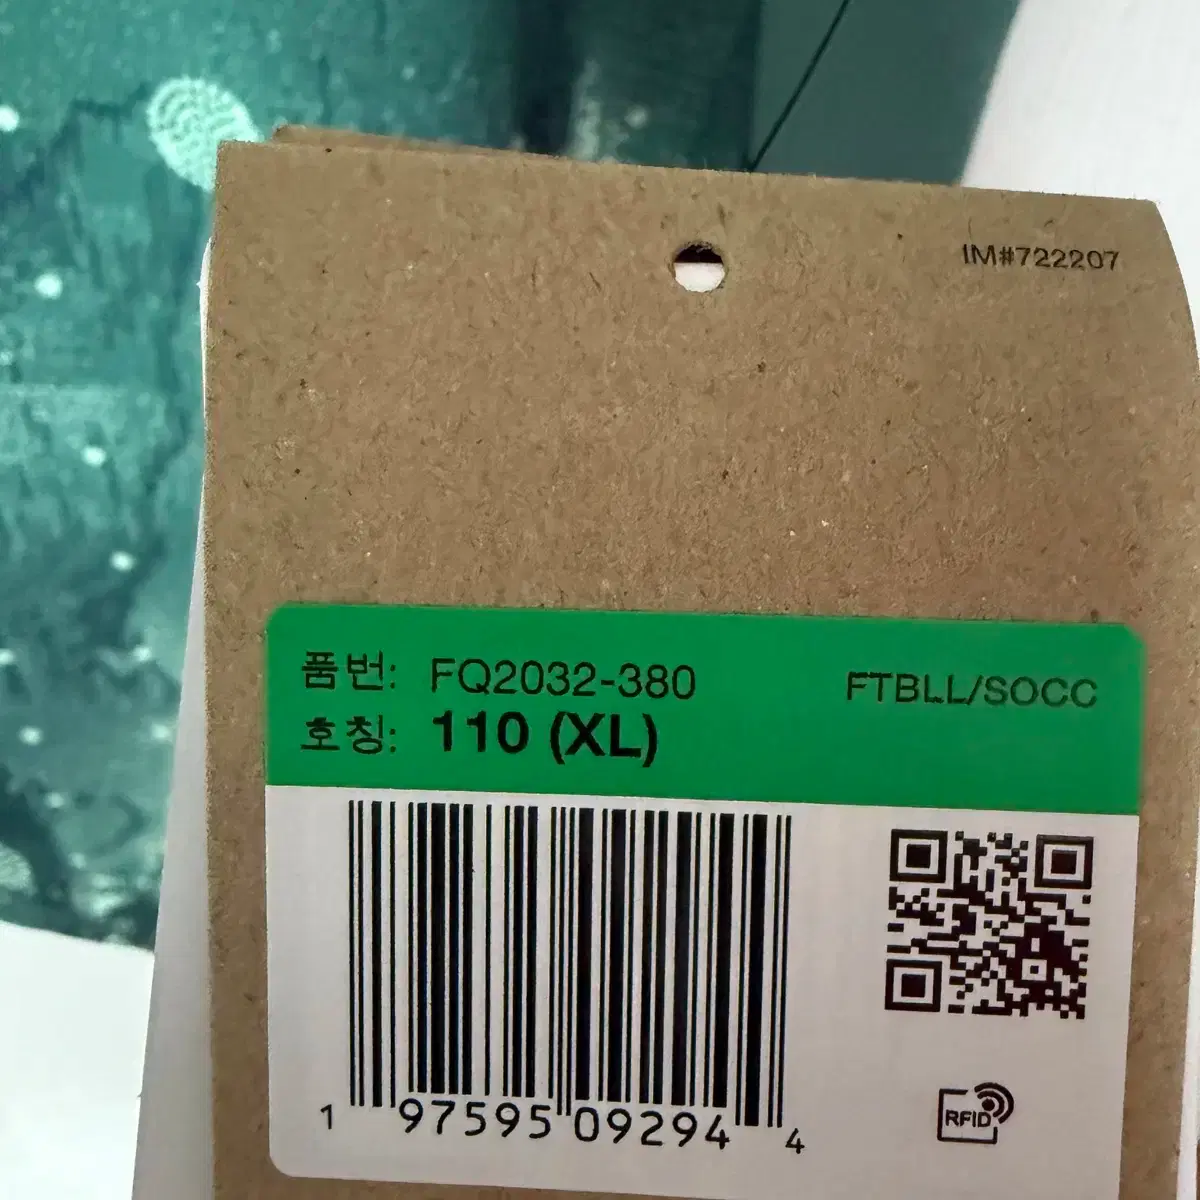 IM#722207
품번: FQ2032-380 FTBLL/SOCC
호칭: 110 (XL)
1 97595 09294 4
RFID